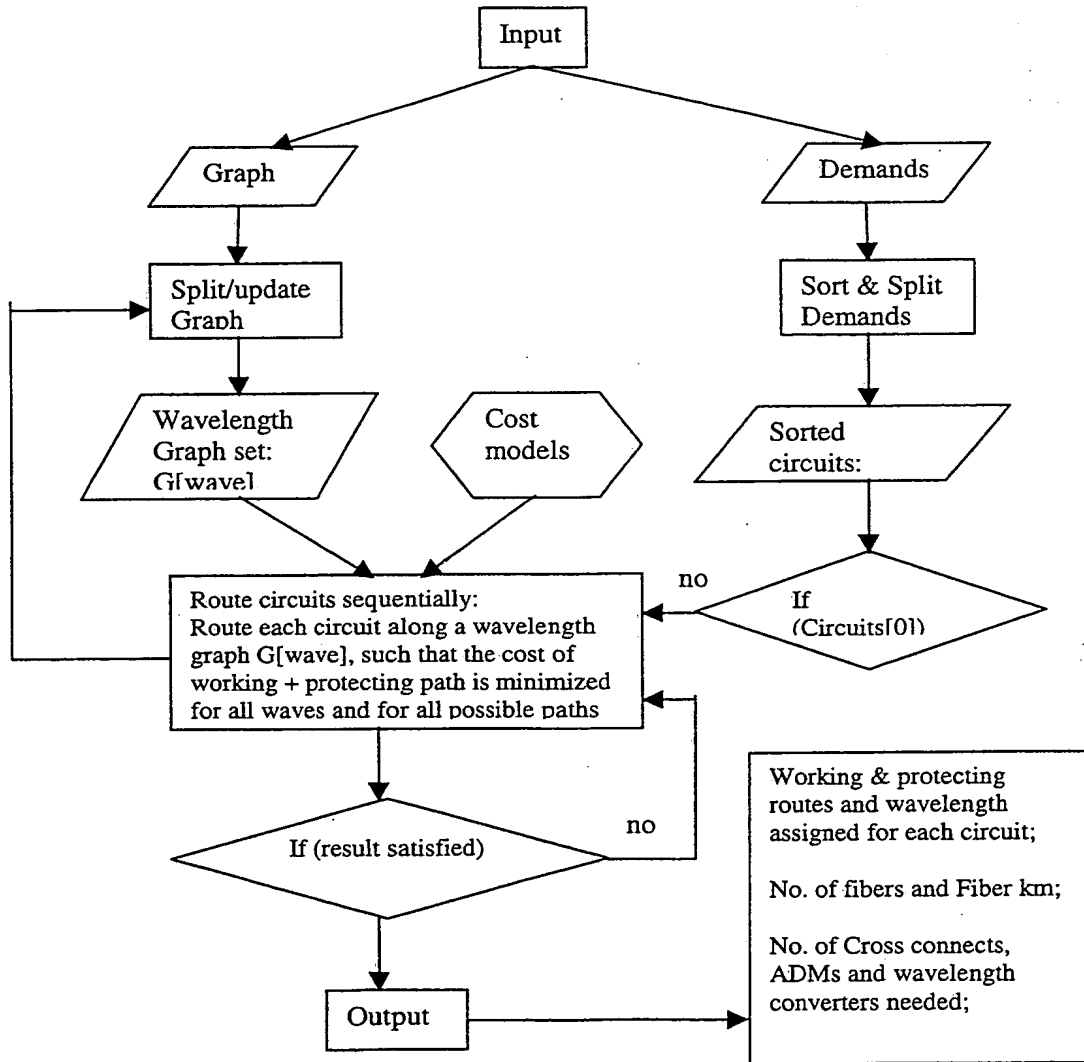 Input
Graph
Demands
Split/update
Graph
Sort & Split
Demands
Wavelength
Graph set:
G[wave]
Cost
models
Sorted
circuits:
no
If
(Circuits[0])
Route circuits sequentially:
Route each circuit along a wavelength
graph G[wave], such that the cost of
working + protecting path is minimized
for all waves and for all possible paths
If (result satisfied)
no
Working & protecting
routes and wavelength
assigned for each circuit;
No. of fibers and Fiber km;
No. of Cross connects,
ADMs and wavelength
converters needed;
Output